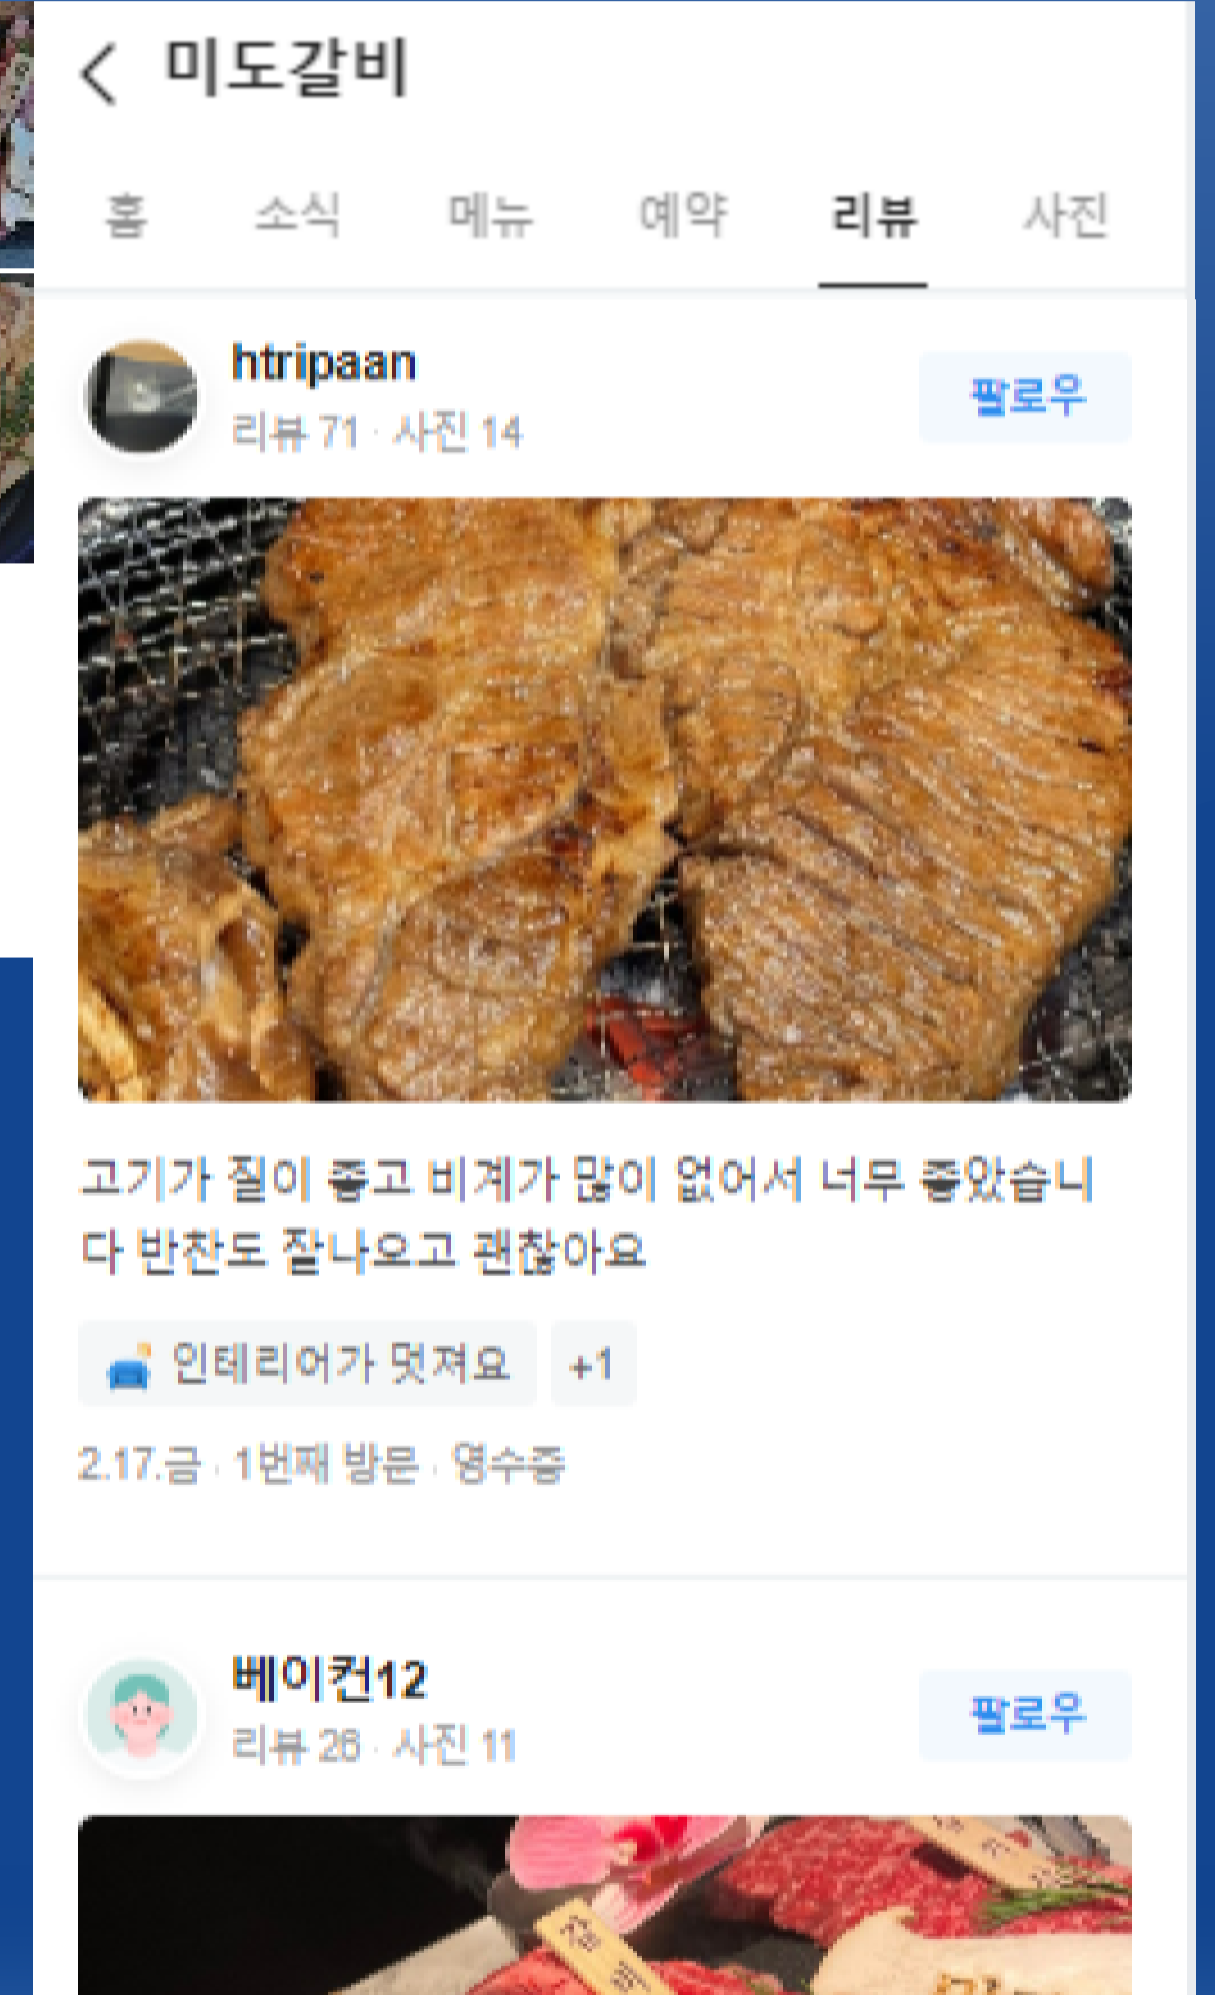 미도갈비
홈 소식 메뉴 예약 리뷰 사진
htripaan
리뷰 71 · 사진 14
팔로우
고기가 질이 좋고 비계가 많이 없어서 너무 좋았습니
다 반찬도 잘나오고 괜찮아요
인테리어가 멋져요 +1
2.17.금 · 1번째 방문 · 영수증
베이컨12
리뷰 26 · 사진 11
팔로우